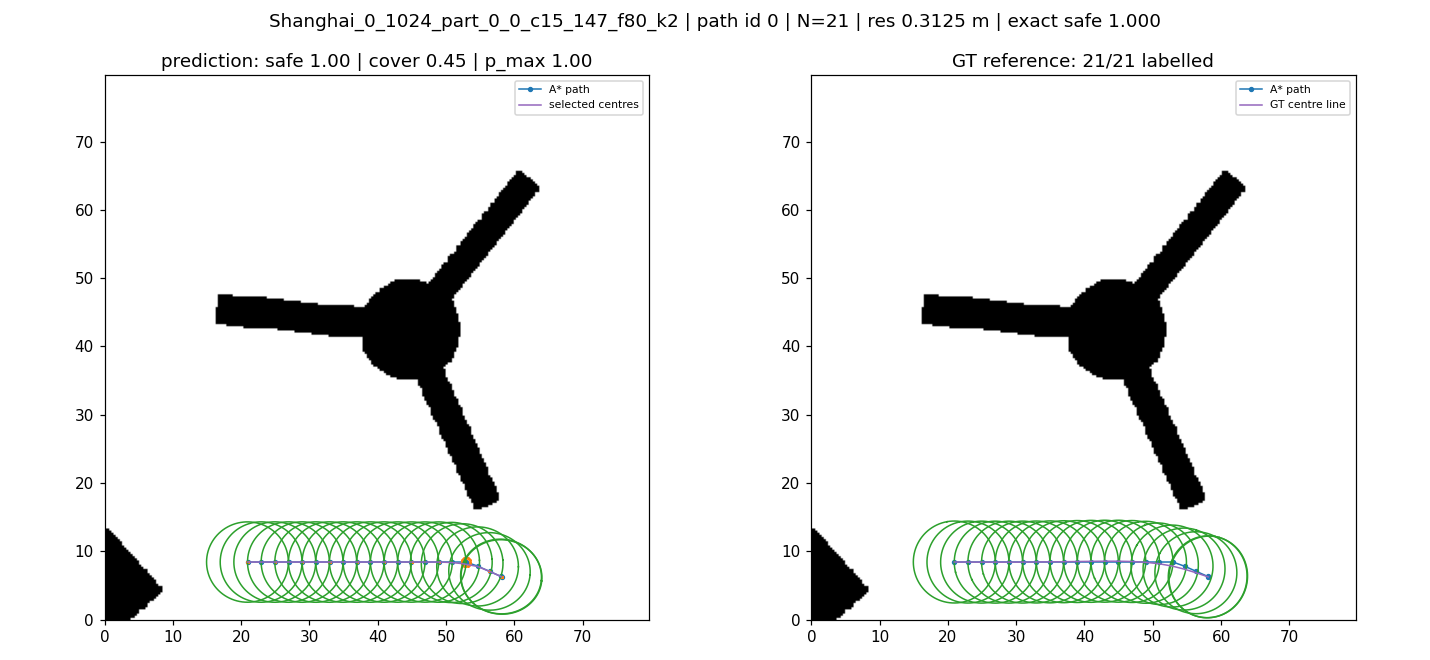 Shanghai_0_1024_part_0_0_c15_147_f80_k2 | path id 0 | N=21 | res 0.3125 m | exact safe 1.000
prediction: safe 1.00 | cover 0.45 | p_max 1.00
A* path
selected centres
70
60
50
40
30
20
10
0
0 10 20 30 40 50 60 70
GT reference: 21/21 labelled
A* path
GT centre line
70
60
50
40
30
20
10
0
0 10 20 30 40 50 60 70